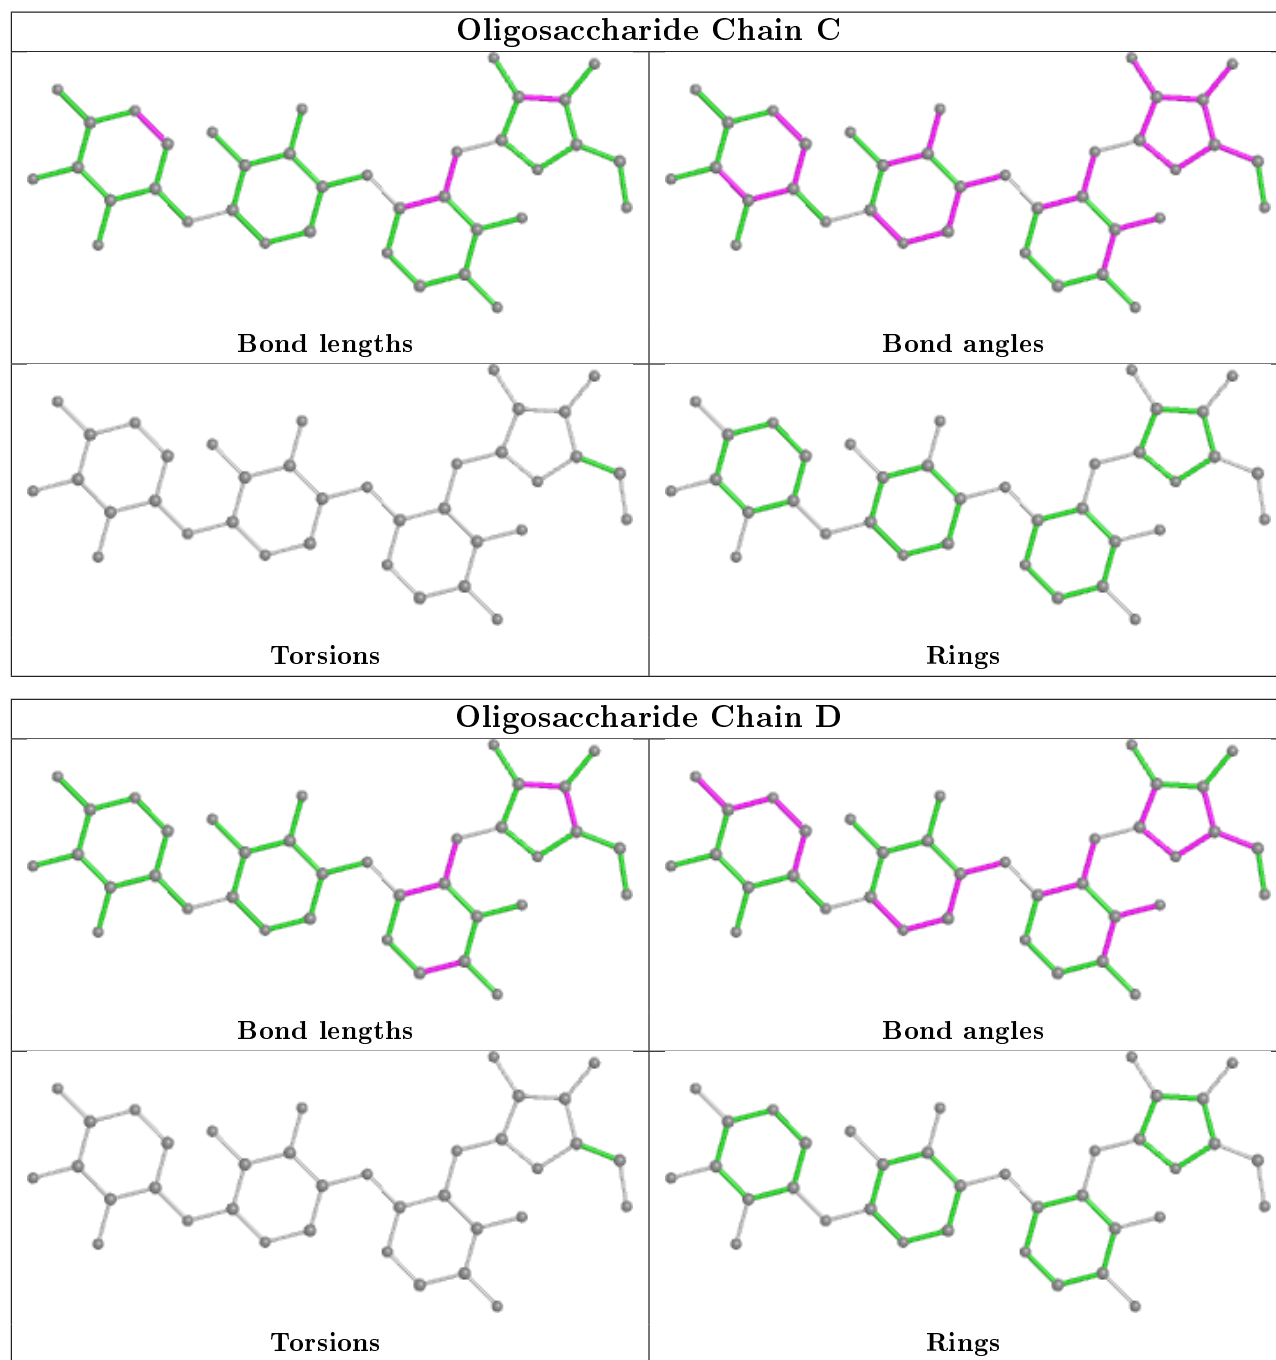 Oligosaccharide Chain C
Bond lengths
Bond angles
Torsions
Rings
Oligosaccharide Chain D
Bond lengths
Bond angles
Torsions
Rings